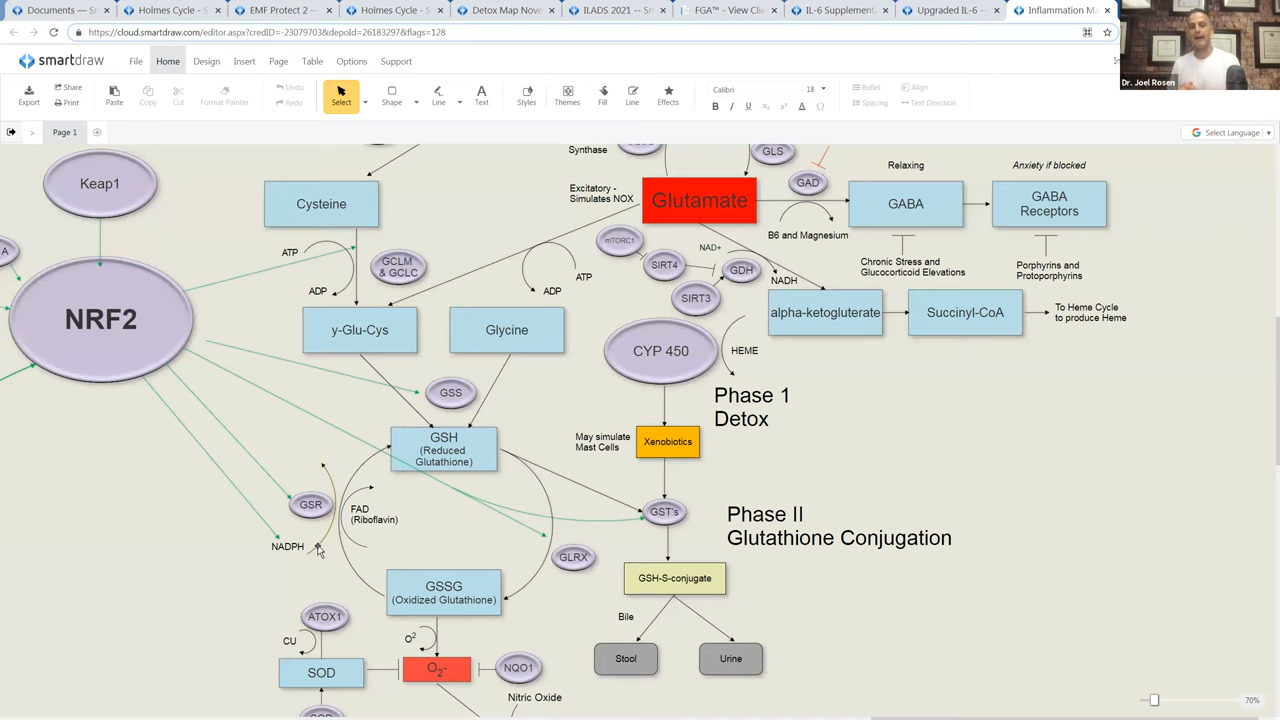 Documents — S
Holmes Cycle - S
EMF Protect 2 –
Holmes Cycle - S
Detox Map Nove
ILADS 2021 -- Sn
FGA™ - View Clie
IL-6 Supplementa
Upgraded IL-6 –
Inflammation Ma
https://cloud.smartdraw.com/editor.aspx?credID=-23079703&depoId=26183297&flags=128
smartdraw
File
Home
Design
Insert
Page
Table
Options
Support
Export
Share
Print
Paste
Copy
Cut
Format Painter
Undo
Redo
Select
Shape
Line
Text
Styles
Themes
Fill
Line
Effects
Calibri
18
Bullet
Align
Spacing
Text Direction
Dr. Joel Rosen
Page 1
Select Language
Keap1
Synthase
GLS
Relaxing
Anxiety if blocked
Cysteine
Excitatory -
Simulates NOX
Glutamate
GAD
GABA
GABA
Receptors
A
ATP
ADP
GCLM
& GCLC
mTORC1
SIRT4
NAD+
GDH
SIRT3
NADH
B6 and Magnesium
Chronic Stress and
Glucocorticoid Elevations
Porphyrins and
Protoporphyrins
ATP
ADP
NRF2
y-Glu-Cys
Glycine
alpha-ketogluterate
Succinyl-CoA
To Heme Cycle
to produce Heme
CYP 450
HEME
GSS
Phase 1
Detox
GSH
(Reduced
Glutathione)
May simulate
Mast Cells
Xenobiotics
GSR
FAD
(Riboflavin)
GST's
Phase II
Glutathione Conjugation
NADPH
GLRX
GSSG
(Oxidized Glutathione)
GSH-S-conjugate
ATOX1
Bile
CU
O²
SOD
O₂-
NQO1
Stool
Urine
Nitric Oxide
70%